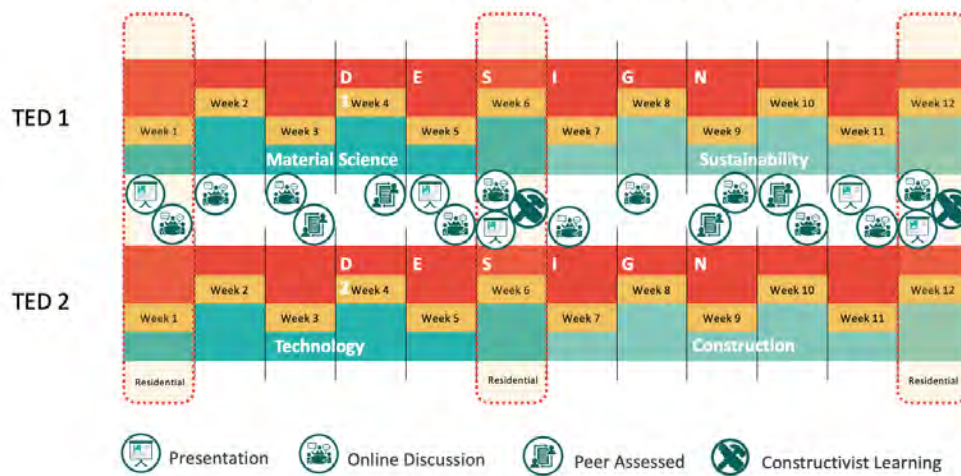 D E S I G N
1
TED 1
Week 2 Week 4 Week 6 Week 8 Week 10 Week 12
Week 1 Week 3 Week 5 Week 7 Week 9 Week 11
Material Science Sustainability
D E S I G N
2
TED 2
Week 2 Week 4 Week 6 Week 8 Week 10 Week 12
Week 1 Week 3 Week 5 Week 7 Week 9 Week 11
Technology Construction
Residential Residential Residential
Presentation Online Discussion Peer Assessed Constructivist Learning